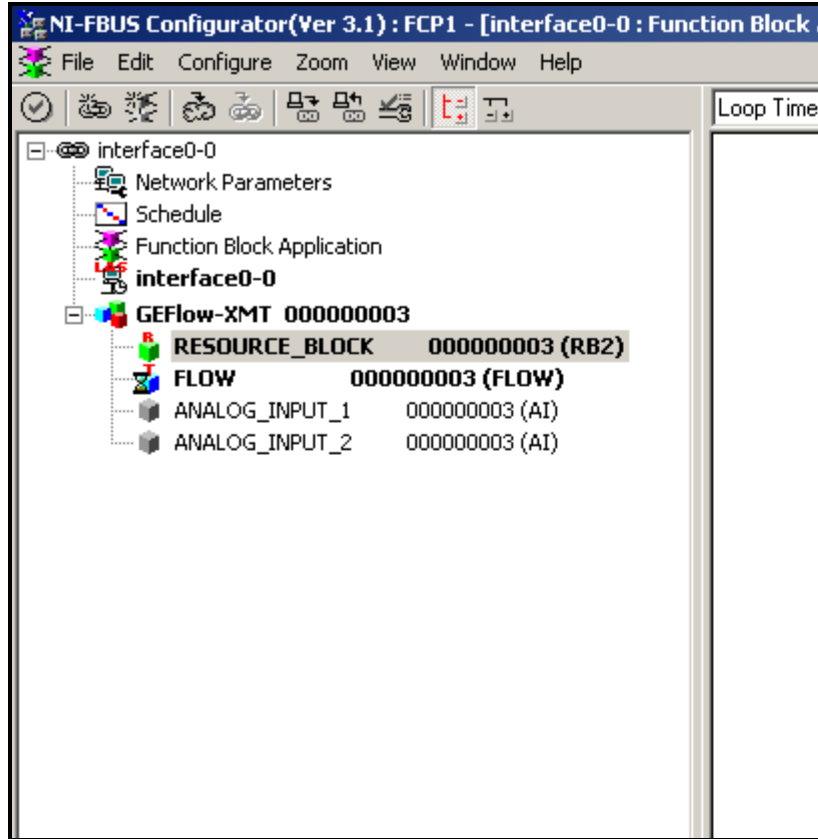 NI-FBUS Configurator(Ver 3.1) : FCP1 - [interface0-0 : Function Block
File Edit Configure Zoom View Window Help
Loop Time
interface0-0
Network Parameters
Schedule
Function Block Application
LAS
interface0-0
GEFlow-XMT 000000003
R
RESOURCE_BLOCK 000000003 (RB2)
T
FLOW 000000003 (FLOW)
ANALOG_INPUT_1 000000003 (AI)
ANALOG_INPUT_2 000000003 (AI)